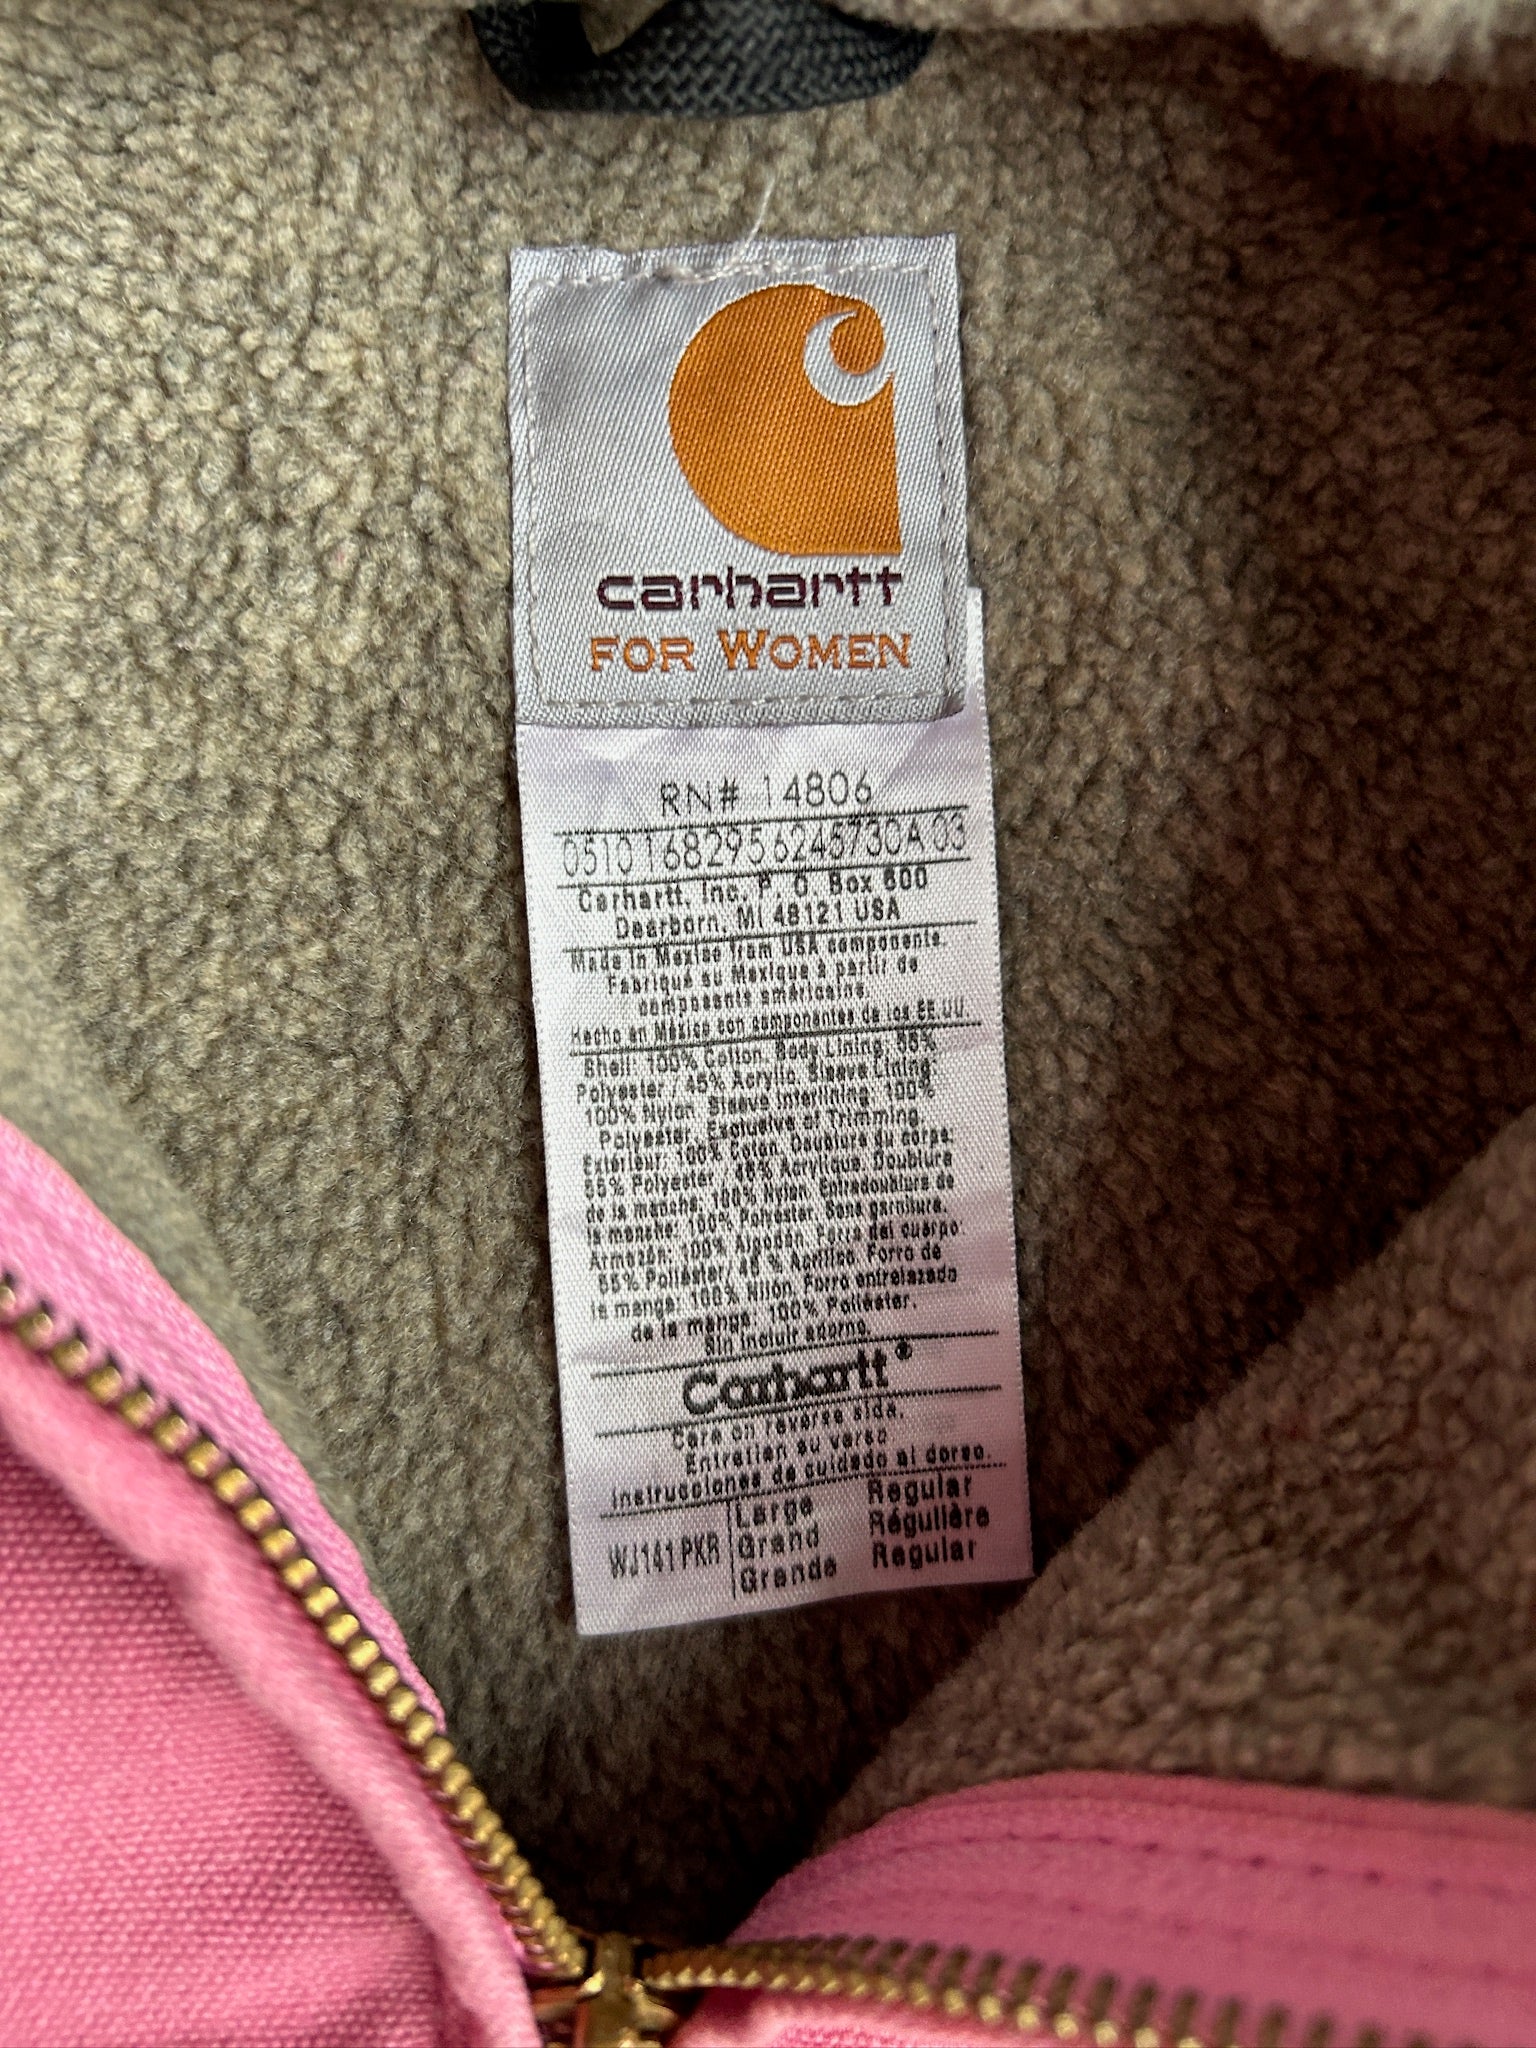 carhartt
FOR WOMEN
RN# 14806
05101682956245730A 03
Carhartt, Inc. P. O. Box 600
Dearborn, MI 48121 USA
Made in Mexico from USA components.
Fabriqué au Mexique à partir de
composants américains.
Hecho en México con componentes de los EE.UU.
Shell: 100% Cotton. Body Lining: 55%
Polyester / 45% Acrylic. Sleeve Lining:
100% Nylon. Sleeve Interlining: 100%
Polyester. Exclusive of Trimming.
Extérieur: 100% Coton. Doublure du corps:
55% Polyester / 45% Acrylique. Doublure
de la manche: 100% Nylon. Entredoublure de
la manche: 100% Polyester. Sans garniture.
Armazón: 100% Algodón. Forro del cuerpo:
55% Poliéster/ 45 % Acrílico. Forro de
la manga: 100% Nilón. Forro entrelazado
de la manga: 100% Poliéster.
Sin incluir adorno.
Carhartt®
Care on reverse side.
Entretien au verso
Instrucciones de cuidado al dorso.
Large Regular
WJ141PKR Grand Régulière
Grande Regular